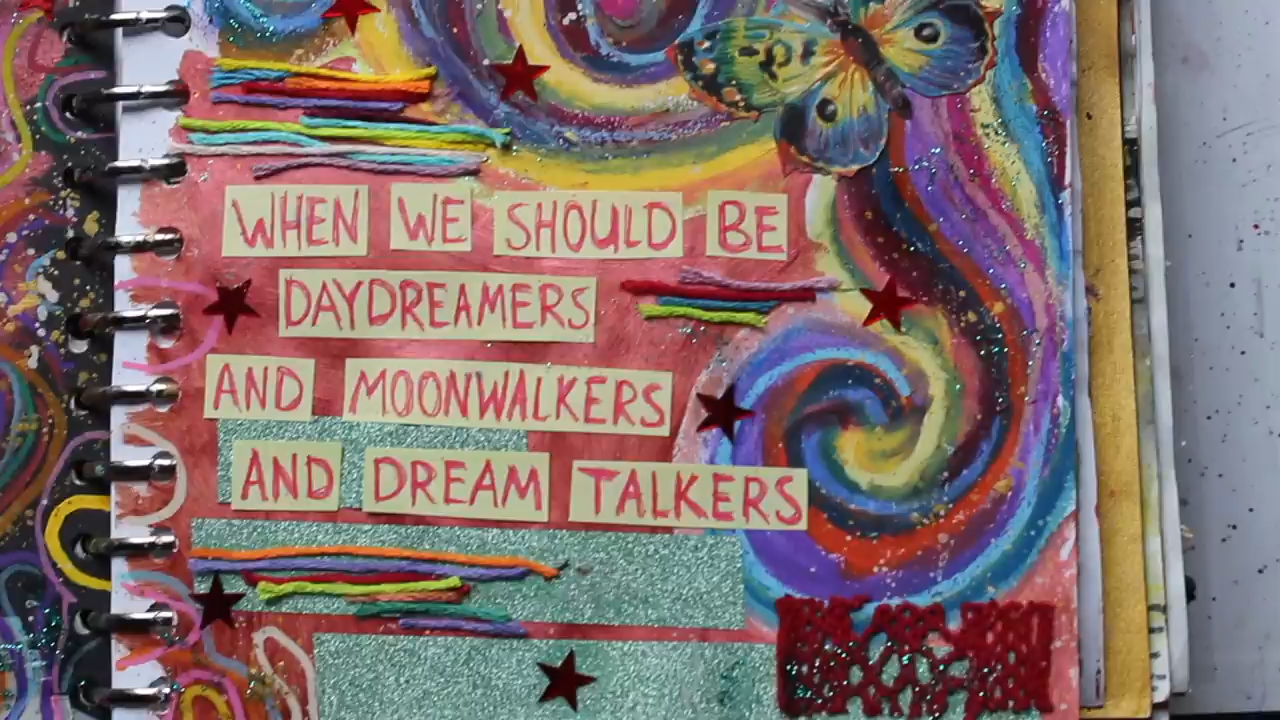 WHEN WE SHOULD BE
DAYDREAMERS
AND MOONWALKERS
AND DREAM TALKERS